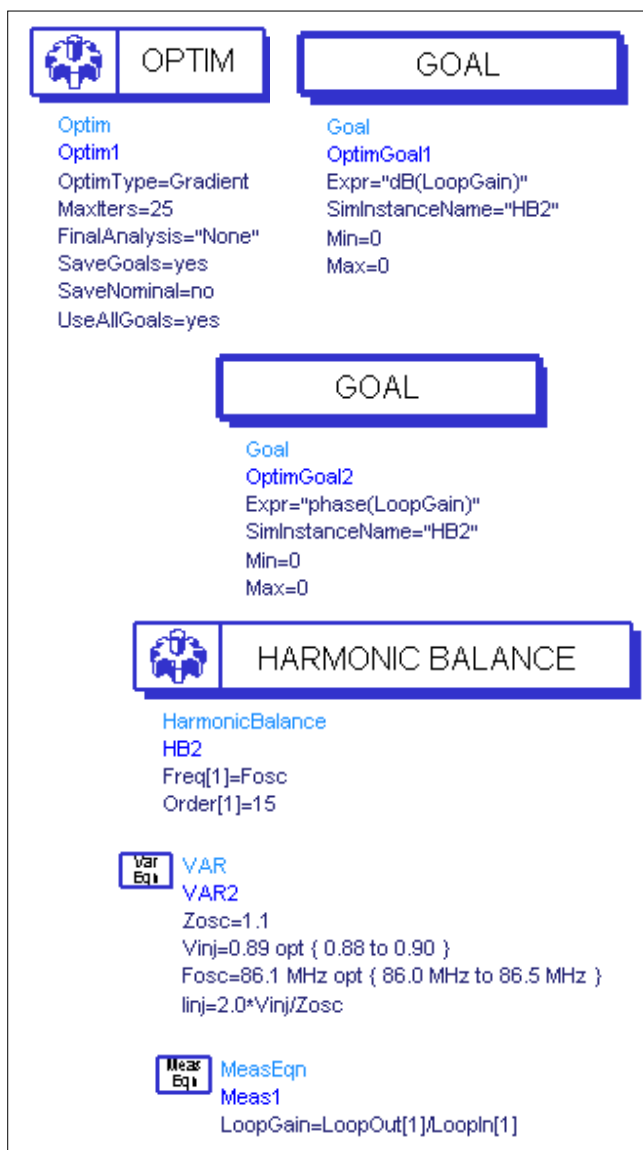 OPTIM
Optim
Optim1
OptimType=Gradient
MaxIters=25
FinalAnalysis="None"
SaveGoals=yes
SaveNominal=no
UseAllGoals=yes
GOAL
Goal
OptimGoal1
Expr="dB(LoopGain)"
SimInstanceName="HB2"
Min=0
Max=0
GOAL
Goal
OptimGoal2
Expr="phase(LoopGain)"
SimInstanceName="HB2"
Min=0
Max=0
HARMONIC BALANCE
HarmonicBalance
HB2
Freq[1]=Fosc
Order[1]=15
Var
Eqn
VAR
VAR2
Zosc=1.1
Vinj=0.89 opt { 0.88 to 0.90 }
Fosc=86.1 MHz opt { 86.0 MHz to 86.5 MHz }
Iinj=2.0*Vinj/Zosc
Meas
Eqn
MeasEqn
Meas1
LoopGain=LoopOut[1]/LoopIn[1]